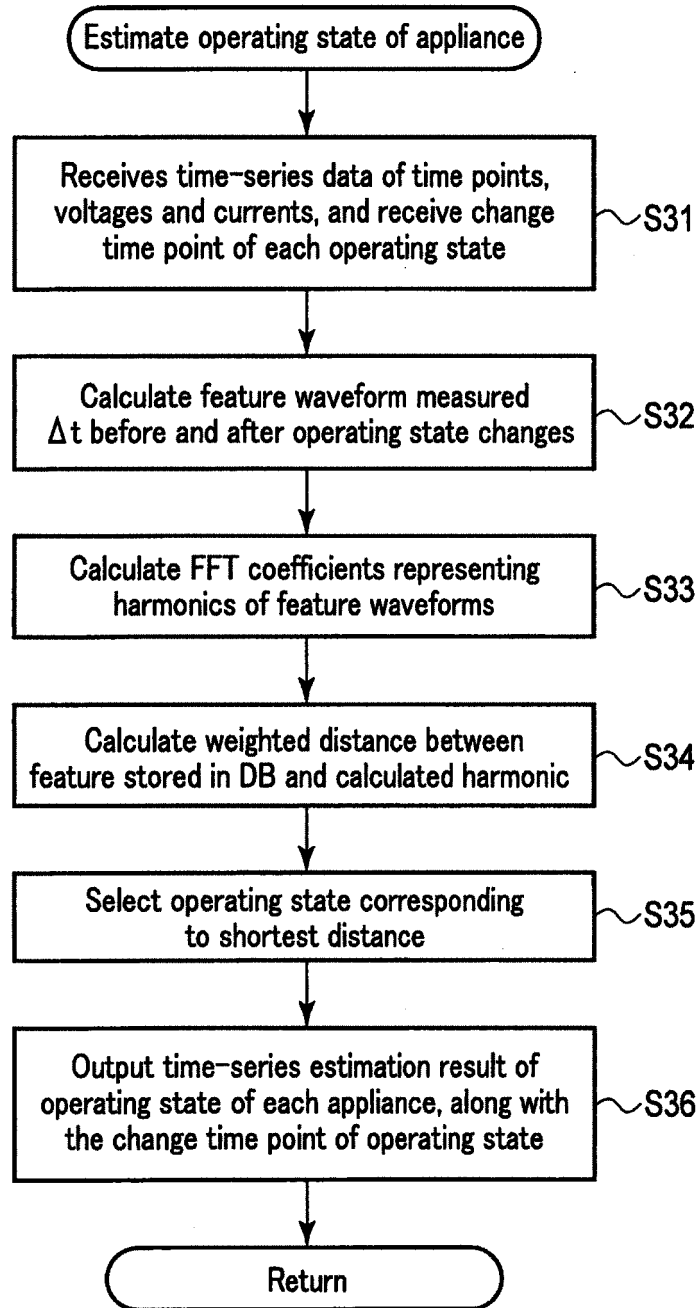 Estimate operating state of appliance
Receives time-series data of time points,
voltages and currents, and receive change
time point of each operating state
S31
Calculate feature waveform measured
Δt before and after operating state changes
S32
Calculate FFT coefficients representing
harmonics of feature waveforms
S33
Calculate weighted distance between
feature stored in DB and calculated harmonic
S34
Select operating state corresponding
to shortest distance
S35
Output time-series estimation result of
operating state of each appliance, along with
the change time point of operating state
S36
Return